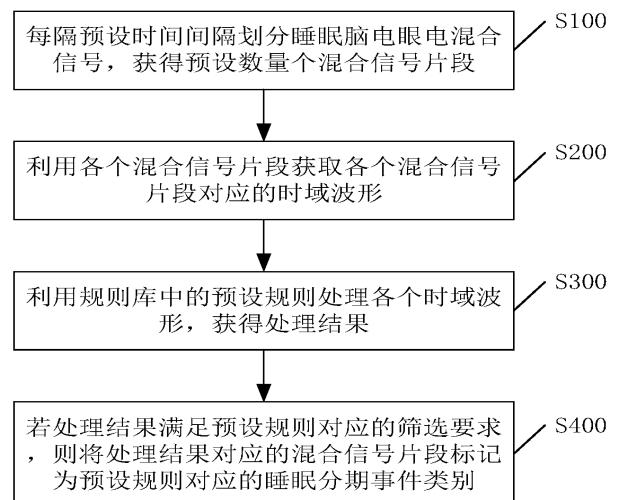 每隔预设时间间隔划分睡眠脑电眼电混合
信号，获得预设数量个混合信号片段
S100
利用各个混合信号片段获取各个混合信号
片段对应的时域波形
S200
利用规则库中的预设规则处理各个时域波
形，获得处理结果
S300
若处理结果满足预设规则对应的筛选要求
，则将处理结果对应的混合信号片段标记
为预设规则对应的睡眠分期事件类别
S400